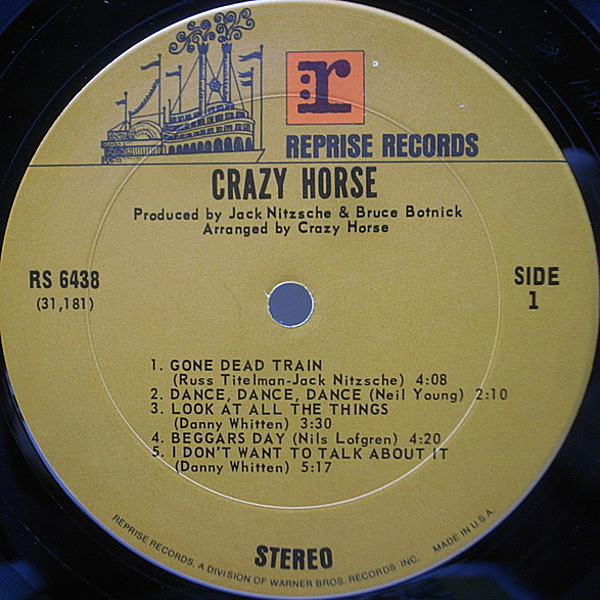 r
REPRISE RECORDS
CRAZY HORSE
Produced by Jack Nitzsche & Bruce Botnick
Arranged by Crazy Horse
RS 6438
(31,181)
SIDE
1
1. GONE DEAD TRAIN
(Russ Titelman-Jack Nitzsche) 4:08
2. DANCE, DANCE, DANCE (Neil Young) 2:10
3. LOOK AT ALL THE THINGS
(Danny Whitten) 3:30
4. BEGGARS DAY (Nils Lofgren) 4:20
5. I DON'T WANT TO TALK ABOUT IT
(Danny Whitten) 5:17
STEREO
REPRISE RECORDS, A DIVISION OF WARNER BROS. RECORDS INC. MADE IN U.S.A.